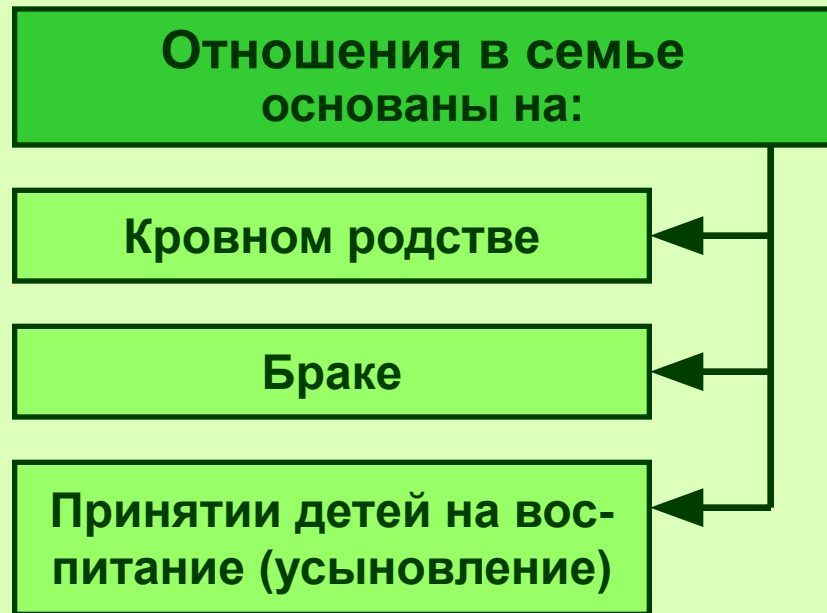 Отношения в семье
основаны на:
Кровном родстве
Браке
Принятии детей на вос-
питание (усыновление)